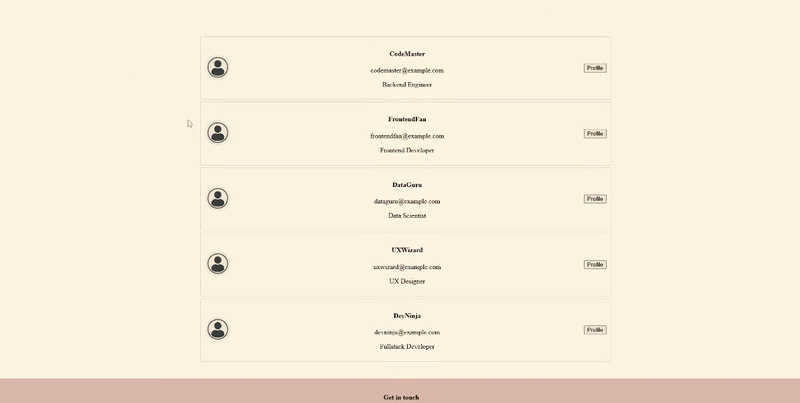 CodeMaster
codemaster@example.com
Profile
Backend Engineer
FrontendFan
frontendfan@example.com
Profile
Frontend Developer
DataGuru
dataguru@example.com
Profile
Data Scientist
UXWizard
uxwizard@example.com
Profile
UX Designer
DevNinja
devninja@example.com
Profile
Fullstack Developer
Get in touch